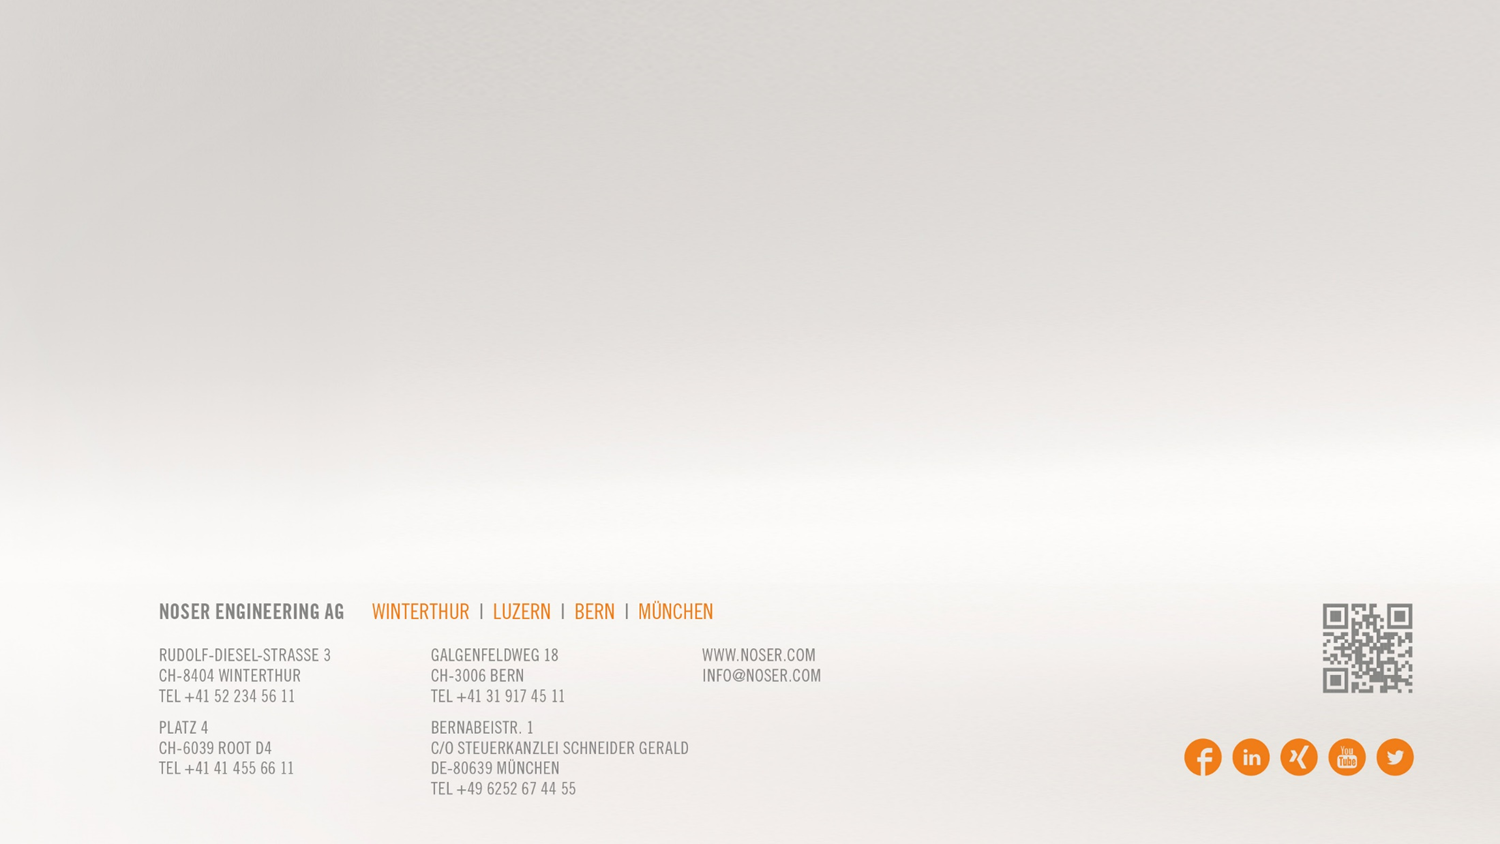 NOSER ENGINEERING AG WINTERTHUR | LUZERN | BERN | MÜNCHEN
RUDOLF-DIESEL-STRASSE 3
CH-8404 WINTERTHUR
TEL +41 52 234 56 11
PLATZ 4
CH-6039 ROOT D4
TEL +41 41 455 66 11
GALGENFELDWEG 18
CH-3006 BERN
TEL +41 31 917 45 11
BERNABEISTR. 1
C/O STEUERKANZLEI SCHNEIDER GERALD
DE-80639 MÜNCHEN
TEL +49 6252 67 44 55
WWW.NOSER.COM
INFO@NOSER.COM
f in You Tube